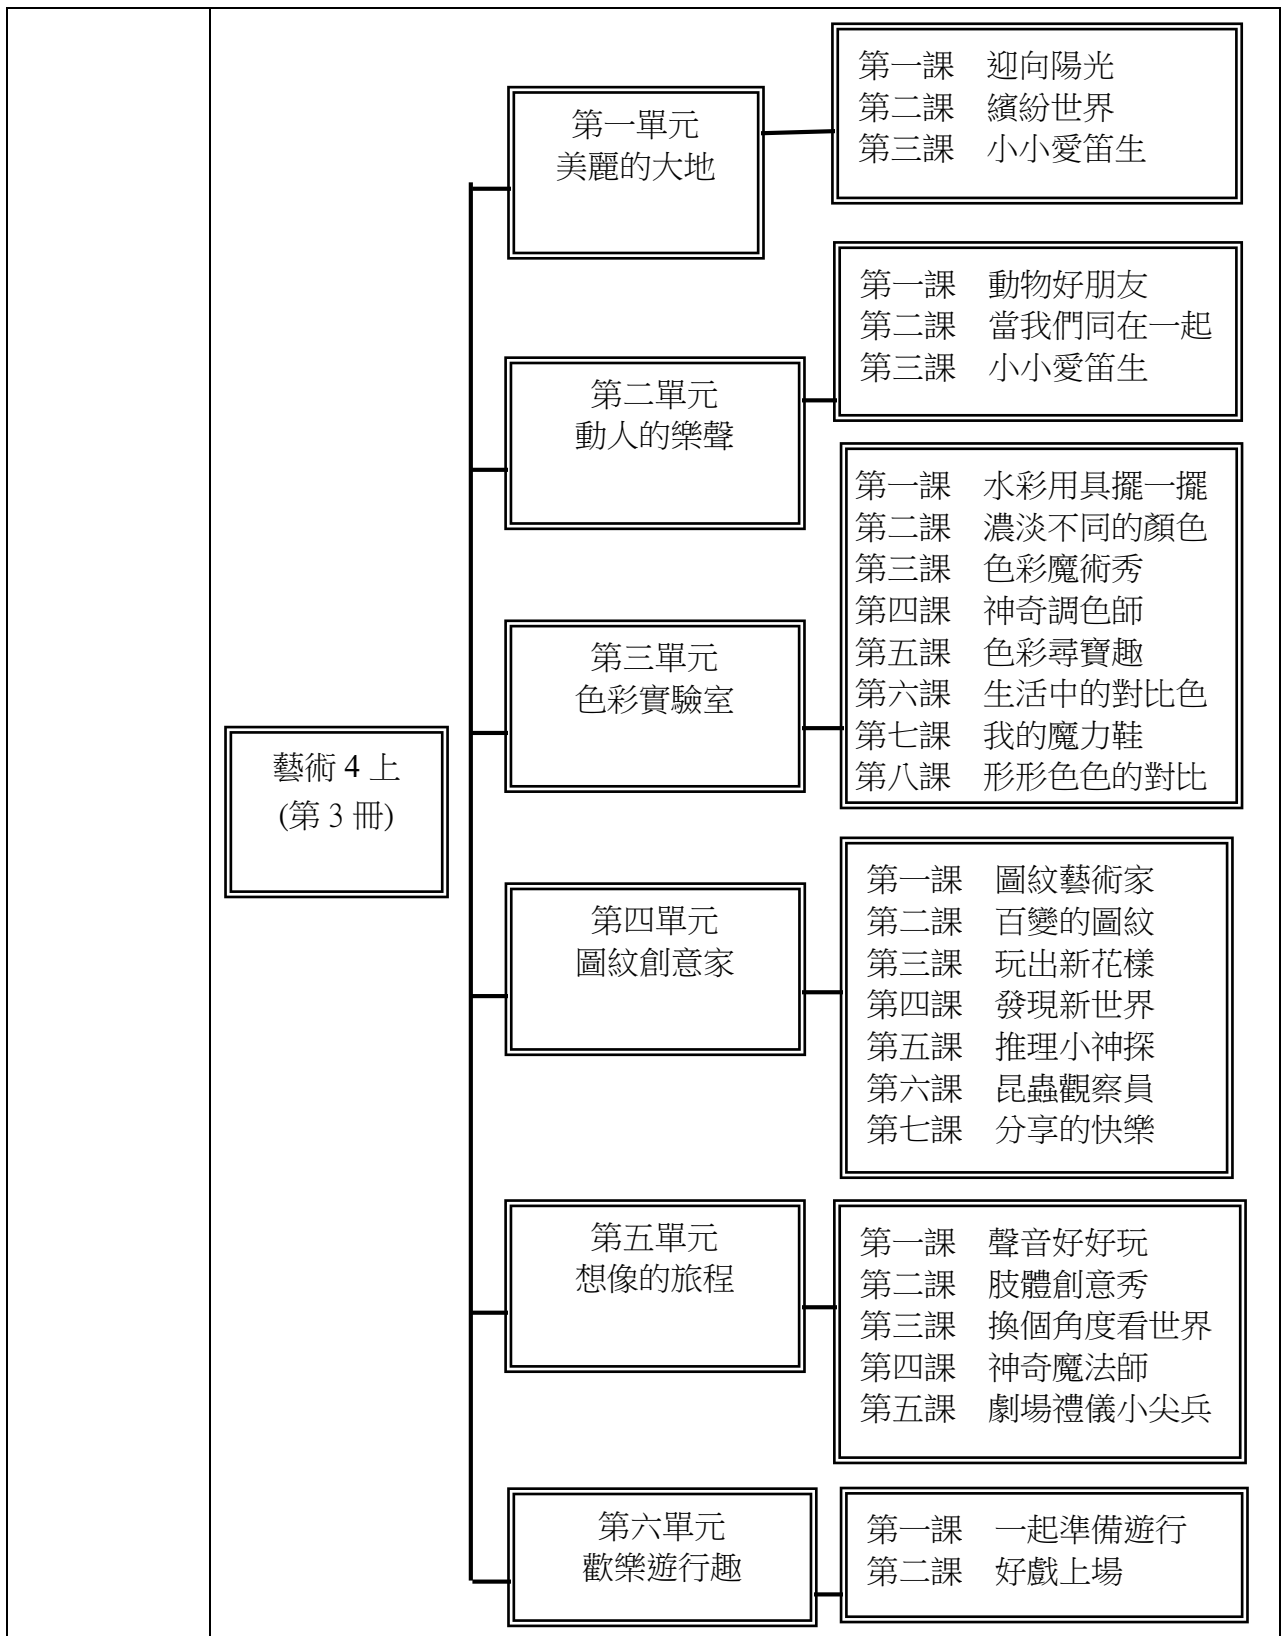 藝術 4 上
(第 3 冊)
第一單元
美麗的大地
第一課　迎向陽光
第二課　繽紛世界
第三課　小小愛笛生
第二單元
動人的樂聲
第一課　動物好朋友
第二課　當我們同在一起
第三課　小小愛笛生
第三單元
色彩實驗室
第一課　水彩用具擺一擺
第二課　濃淡不同的顏色
第三課　色彩魔術秀
第四課　神奇調色師
第五課　色彩尋寶趣
第六課　生活中的對比色
第七課　我的魔力鞋
第八課　形形色色的對比
第四單元
圖紋創意家
第一課　圖紋藝術家
第二課　百變的圖紋
第三課　玩出新花樣
第四課　發現新世界
第五課　推理小神探
第六課　昆蟲觀察員
第七課　分享的快樂
第五單元
想像的旅程
第一課　聲音好好玩
第二課　肢體創意秀
第三課　換個角度看世界
第四課　神奇魔法師
第五課　劇場禮儀小尖兵
第六單元
歡樂遊行趣
第一課　一起準備遊行
第二課　好戲上場